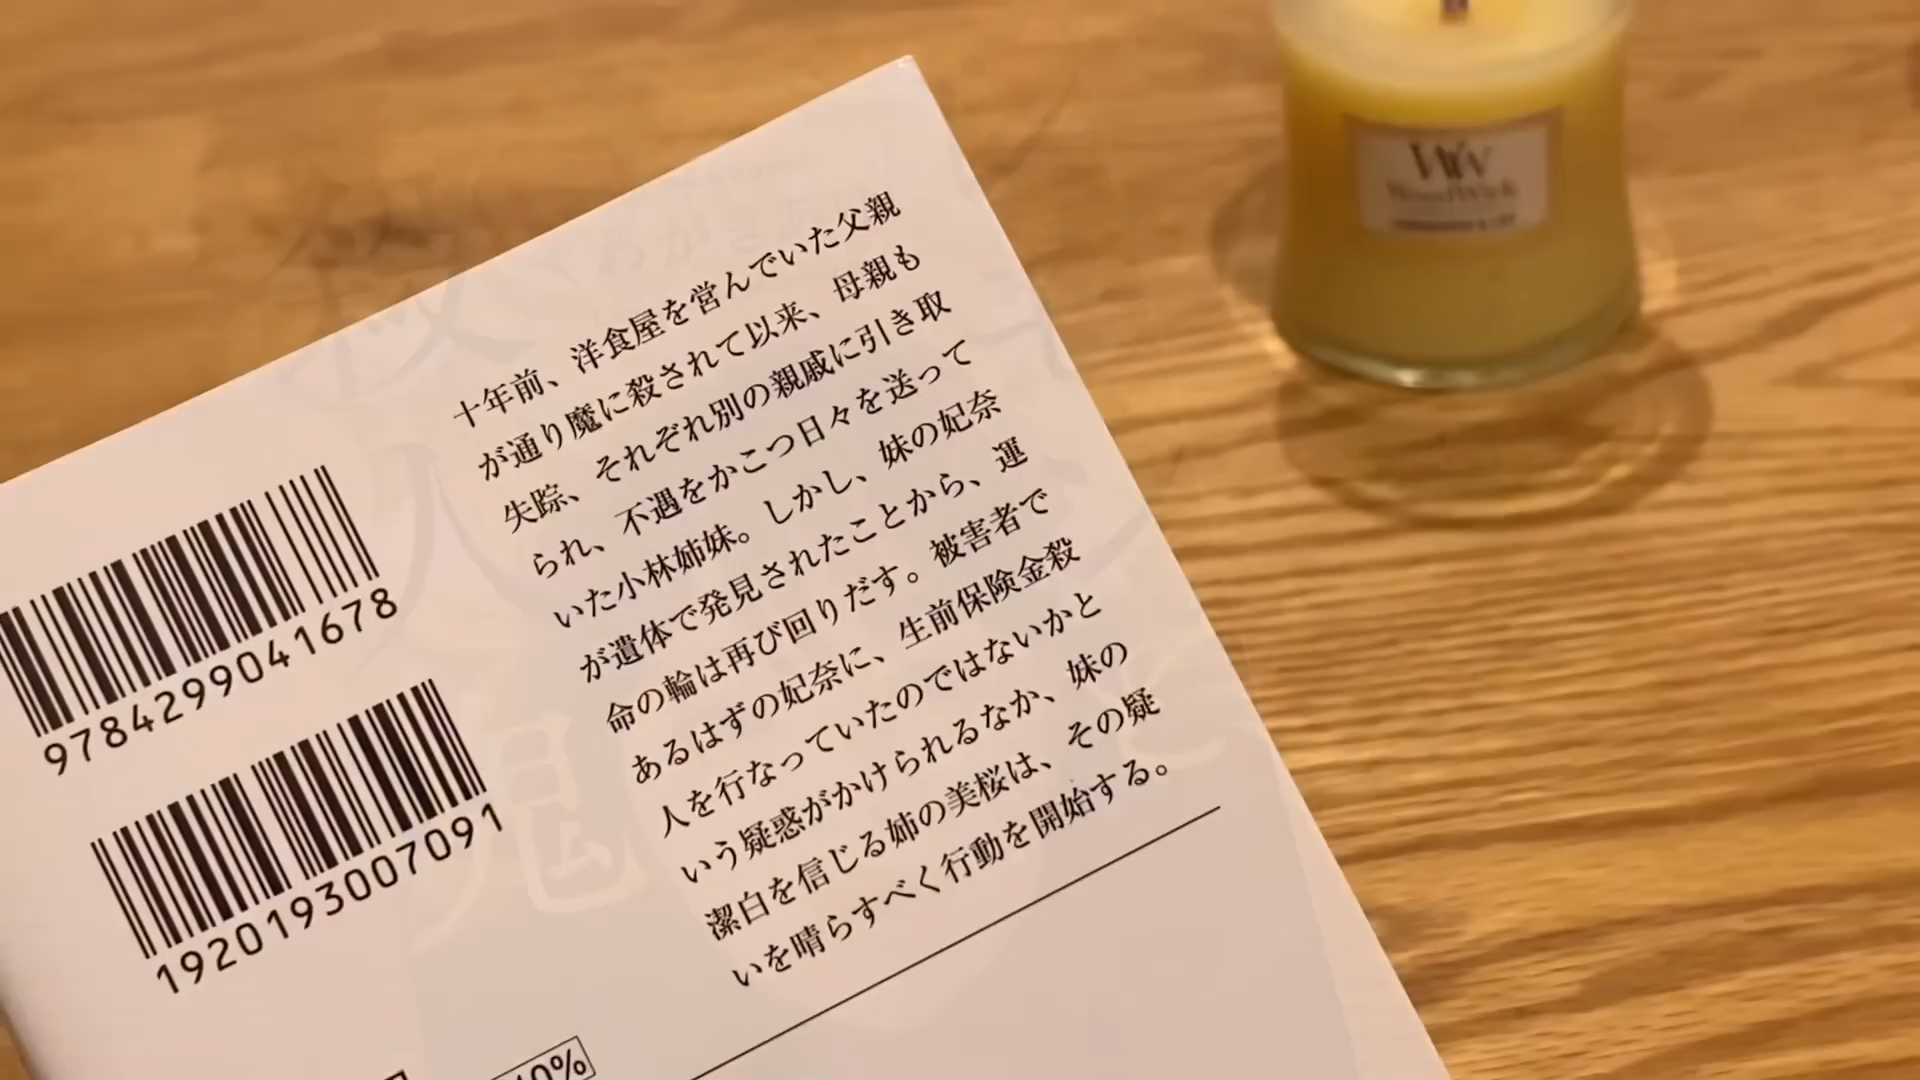 十年前、洋食屋を営んでいた父親
が通り魔に殺されて以来、母親も
失踪、それぞれ別の親戚に引き取
られ、不遇をかこつ日々を送って
いた小林姉妹。しかし、妹の妃奈
が遺体で発見されたことから、運
命の輪は再び回りだす。被害者で
あるはずの妃奈に、生前保険金殺
人を行なっていたのではないかと
いう疑惑がかけられるなか、妹の
潔白を信じる姉の美桜は、その疑
いを晴らすべく行動を開始する。
9784299041678
1920193007091
10%
WoodWick